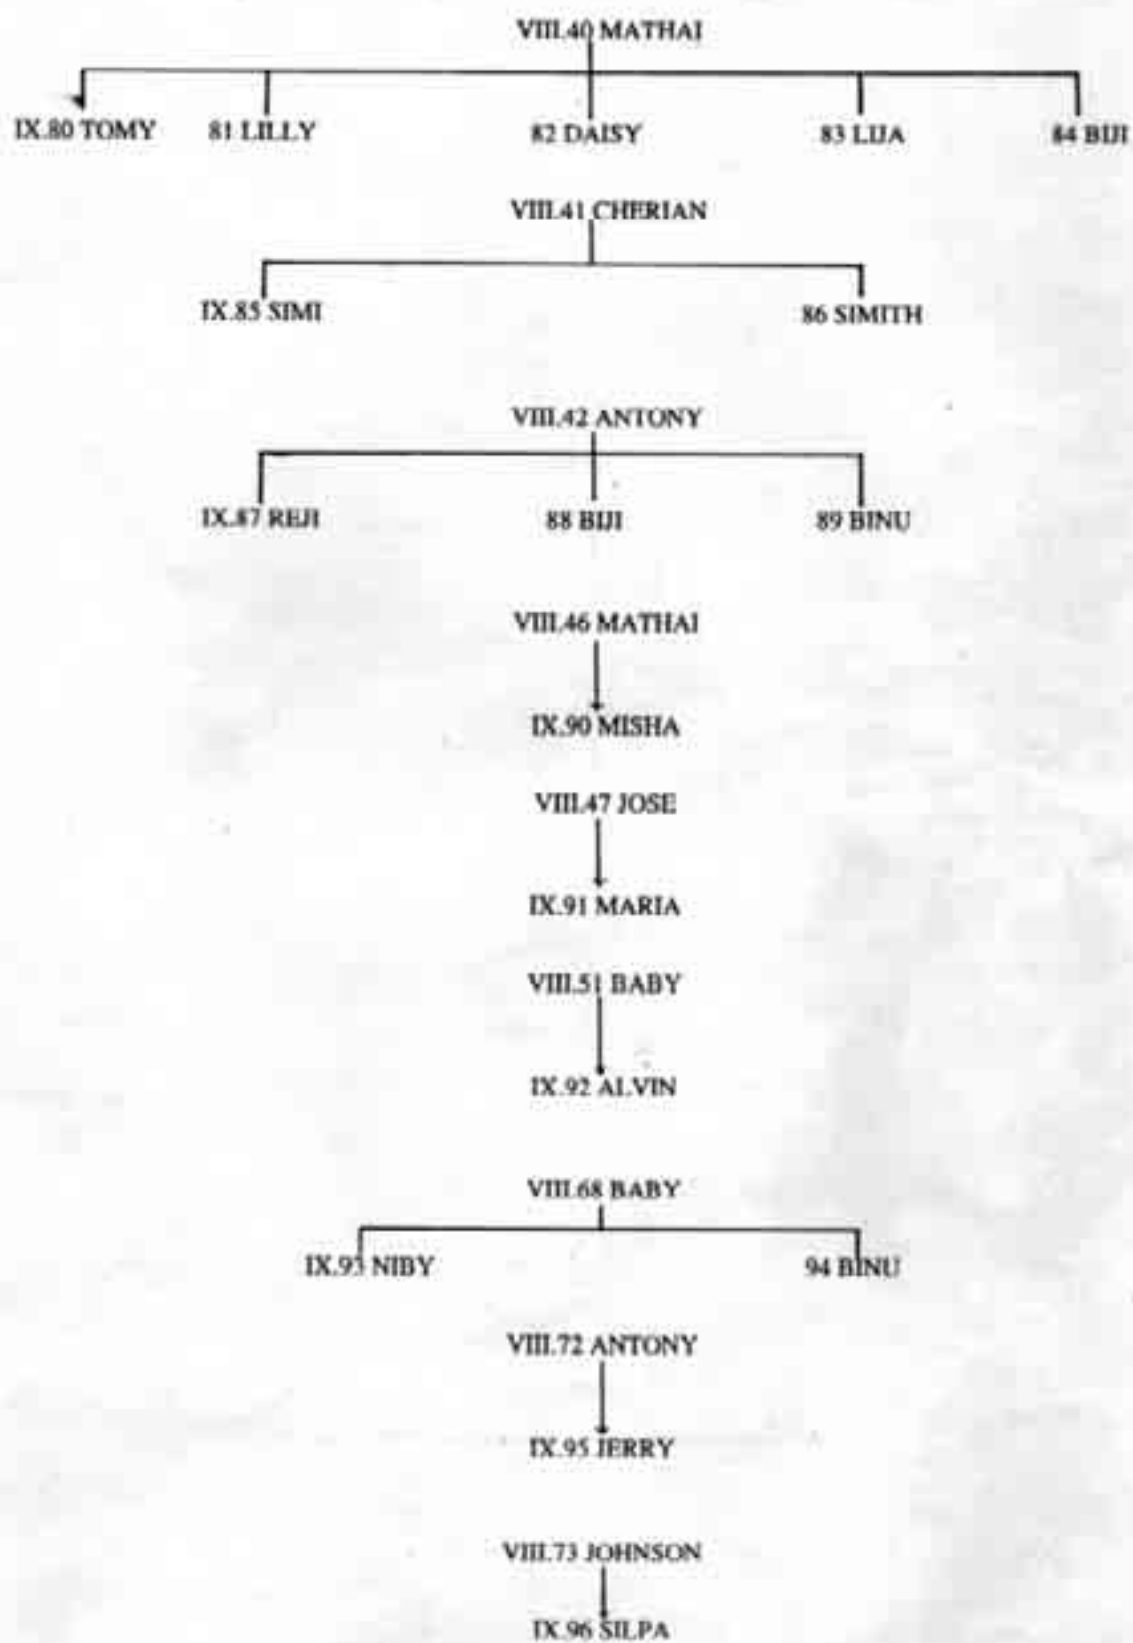 VIII.40 MATHAI
IX.80 TOMY 81 LILLY 82 DAISY 83 LIJA 84 BIJI
VIII.41 CHERIAN
IX.85 SIMI 86 SIMITH
VIII.42 ANTONY
IX.87 REJI 88 BIJI 89 BINU
VIII.46 MATHAI
IX.90 MISHA
VIII.47 JOSE
IX.91 MARIA
VIII.51 BABY
IX.92 ALVIN
VIII.68 BABY
IX.93 NIBY 94 BINU
VIII.72 ANTONY
IX.95 JERRY
VIII.73 JOHNSON
IX.96 SILPA